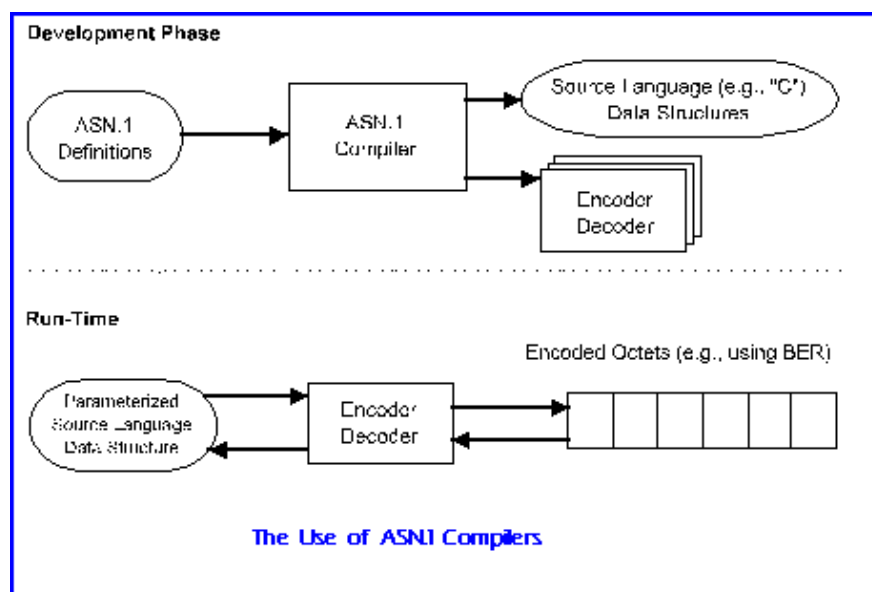 Development Phase
ASN.1
Definitions
ASN.1
Compiler
Source Language (e.g., "C")
Data Structures
Encoder
Decoder
Run-Time
Encoded Octets (e.g., using BER)
Parameterized
Source Language
Data Structure
Encoder
Decoder
The Use of ASN.1 Compilers